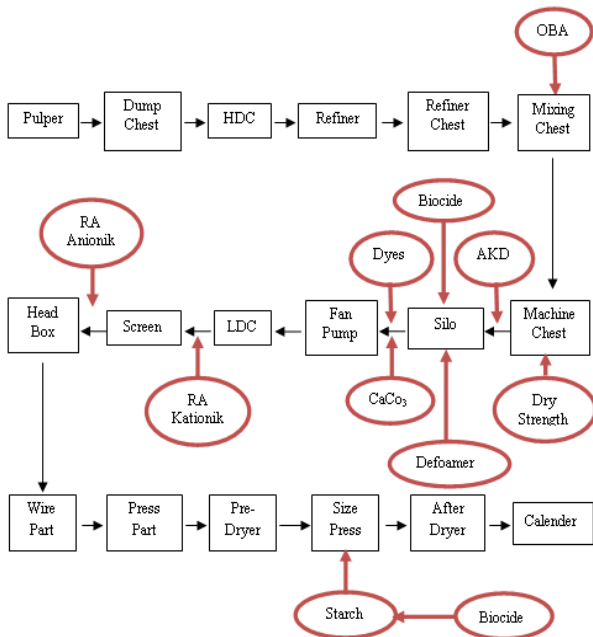 OBA
Pulper
Dump
Chest
HDC
Refiner
Refiner
Chest
Mixing
Chest
Biocide
RA
Anionik
Dyes
AKD
Head
Box
Screen
LDC
Fan
Pump
Silo
Machine
Chest
RA
Kationik
CaCo₃
Dry
Strength
Defoamer
Wire
Part
Press
Part
Pre-
Dryer
Size
Press
After
Dryer
Calender
Starch
Biocide